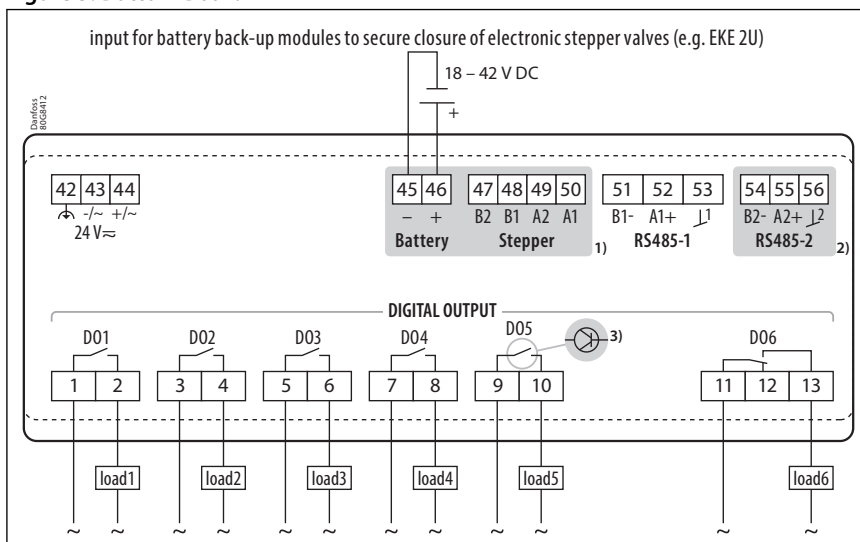 input for battery back-up modules to secure closure of electronic stepper valves (e.g. EKE 2U)
18 – 42 V DC
+
Danfoss
80G8412
42 43 44
-/~ +/~
24 V≂
45 46 47 48 49 50 51 52 53 54 55 56
– + B2 B1 A2 A1 B1- A1+ 1 B2- A2+ 2
Battery Stepper 1) RS485-1 RS485-2 2)
DIGITAL OUTPUT
DO1 DO2 DO3 DO4 DO5 3) DO6
1 2 3 4 5 6 7 8 9 10 11 12 13
load1 load2 load3 load4 load5 load6
~ ~ ~ ~ ~ ~ ~ ~ ~ ~ ~ ~